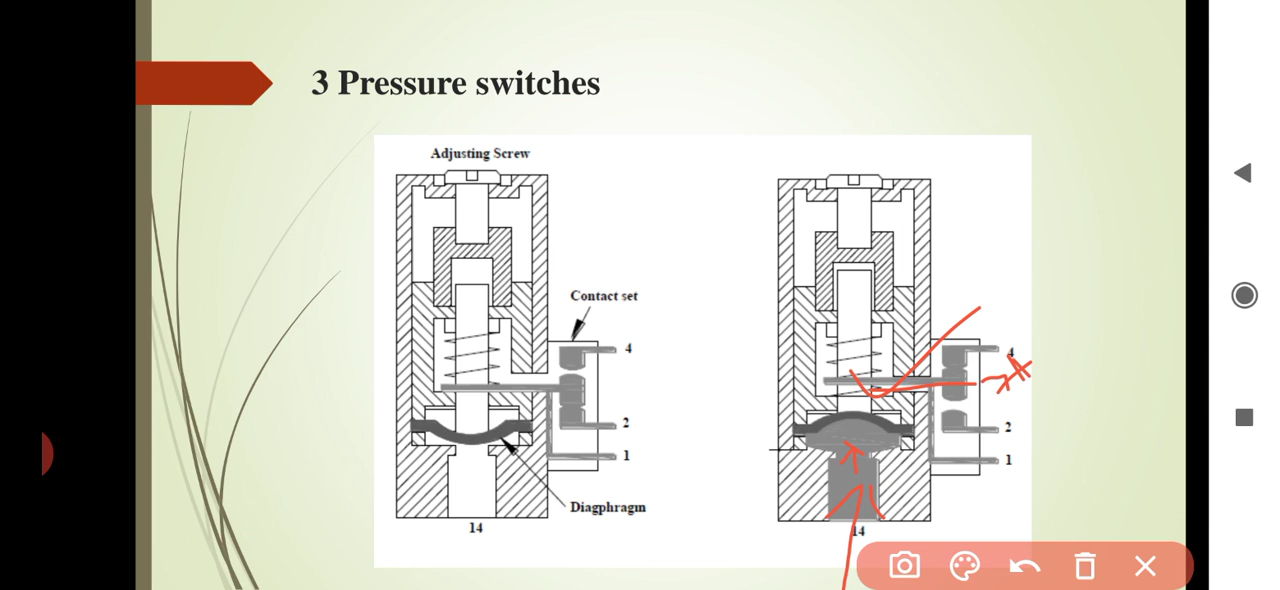 3 Pressure switches
Adjusting Screw
Contact set
4
2
1
Diagphragm
14
4
2
1
14